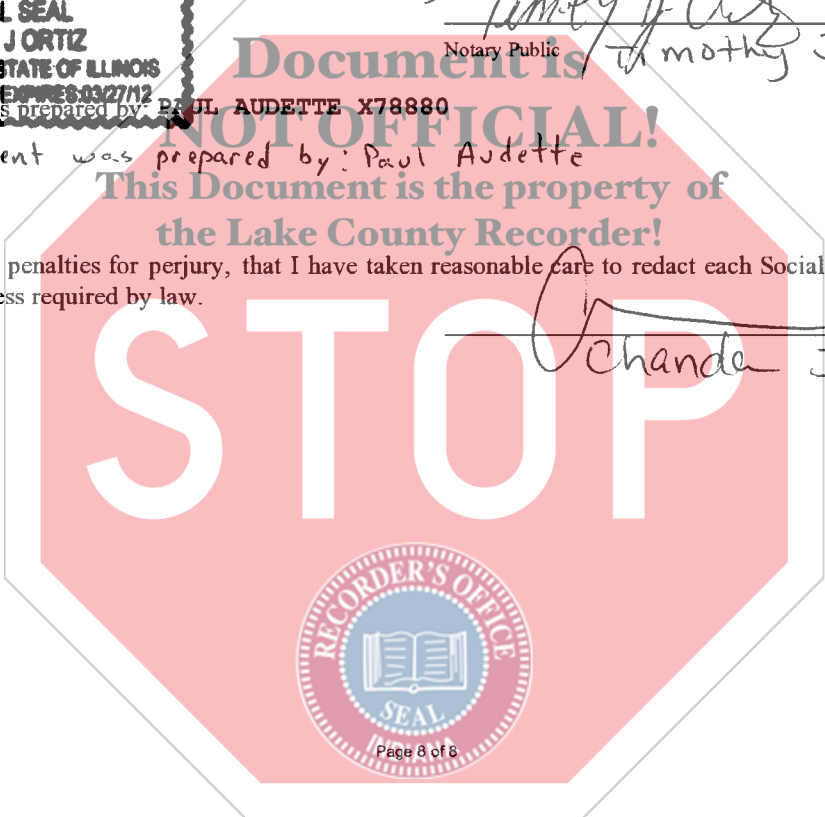 L SEAL
J ORTIZ
STATE OF ILLINOIS
EXPIRES:03/27/12
Notary Public
Timothy J
Document is
s prepared by: PAUL AUDETTE X78880
NOT OFFICIAL!
ent was prepared by: Paul Audette
This Document is the property of
the Lake County Recorder!
penalties for perjury, that I have taken reasonable care to redact each Social
ess required by law.
Chanda J
STOP
RECORDER'S OFFICE
SEAL
INDIANA
Page 8 of 8